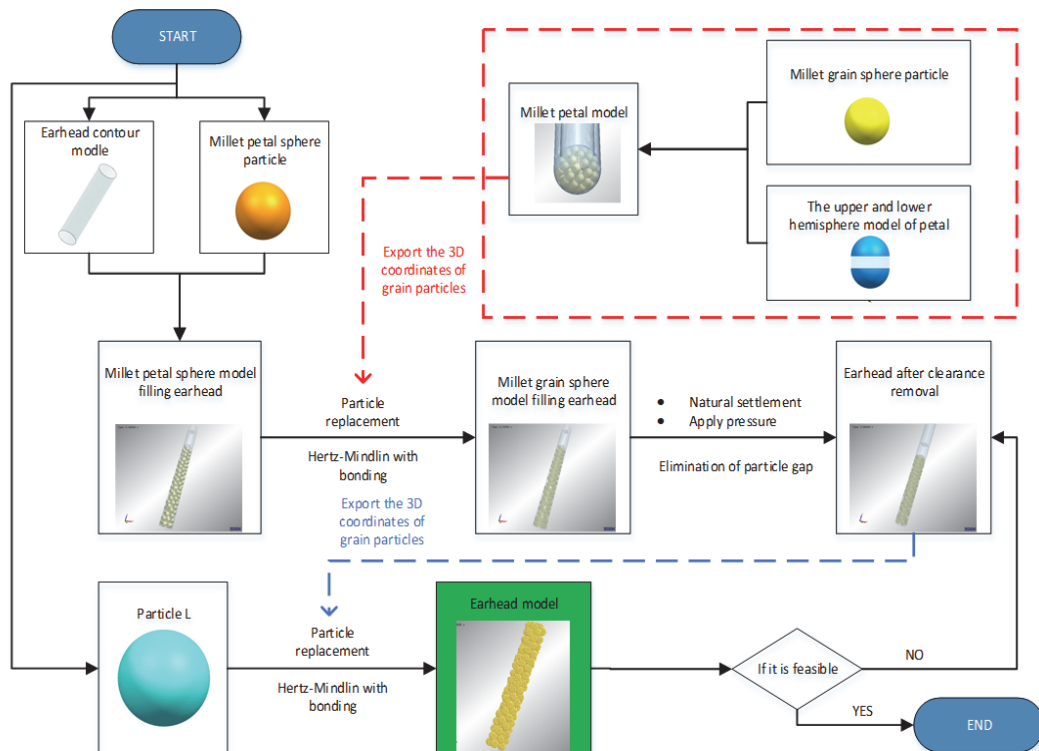 START
Earhead contour
modle
Millet petal sphere
particle
Millet petal model
Millet grain sphere particle
The upper and lower
hemisphere model of petal
Export the 3D
coordinates of
grain particles
Millet petal sphere model
filling earhead
Particle
replacement
Hertz-Mindlin with
bonding
Millet grain sphere
model filling earhead
• Natural settlement
• Apply pressure
Elimination of particle gap
Earhead after clearance
removal
Export the 3D
coordinates of
grain particles
Particle L
Particle
replacement
Hertz-Mindlin with
bonding
Earhead model
If it is feasible
NO
YES
END